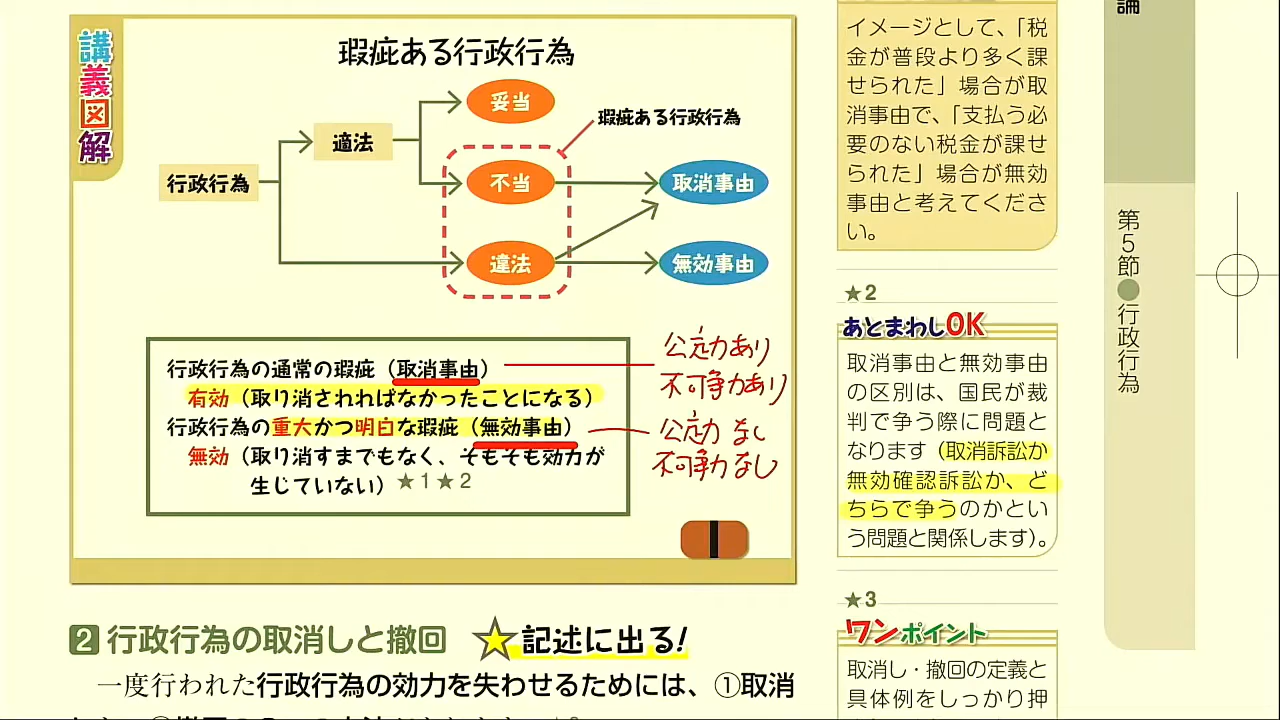 講義図解
瑕疵ある行政行為
妥当
適法
瑕疵ある行政行為
行政行為
不当
取消事由
違法
無効事由
行政行為の通常の瑕疵（取消事由）
有効（取り消されればなかったことになる）
行政行為の重大かつ明白な瑕疵（無効事由）
無効（取り消すまでもなく、そもそも効力が
生じていない）★1★2
公定力あり
不可争力あり
公定力なし
不可争力なし
2 行政行為の取消しと撤回 記述に出る!
一度行われた行政行為の効力を失わせるためには、①取消
イメージとして、「税
金が普段より多く課
せられた」場合が取
消事由で、「支払う必
要のない税金が課せ
られた」場合が無効
事由と考えてくださ
い。
★2
あとまわしOK
取消事由と無効事由
の区別は、国民が裁
判で争う際に問題と
なります（取消訴訟か
無効確認訴訟か、ど
ちらで争うのかとい
う問題と関係します）。
★3
ワンポイント
取消し・撤回の定義と
具体例をしっかり押
論
第5節●行政行為